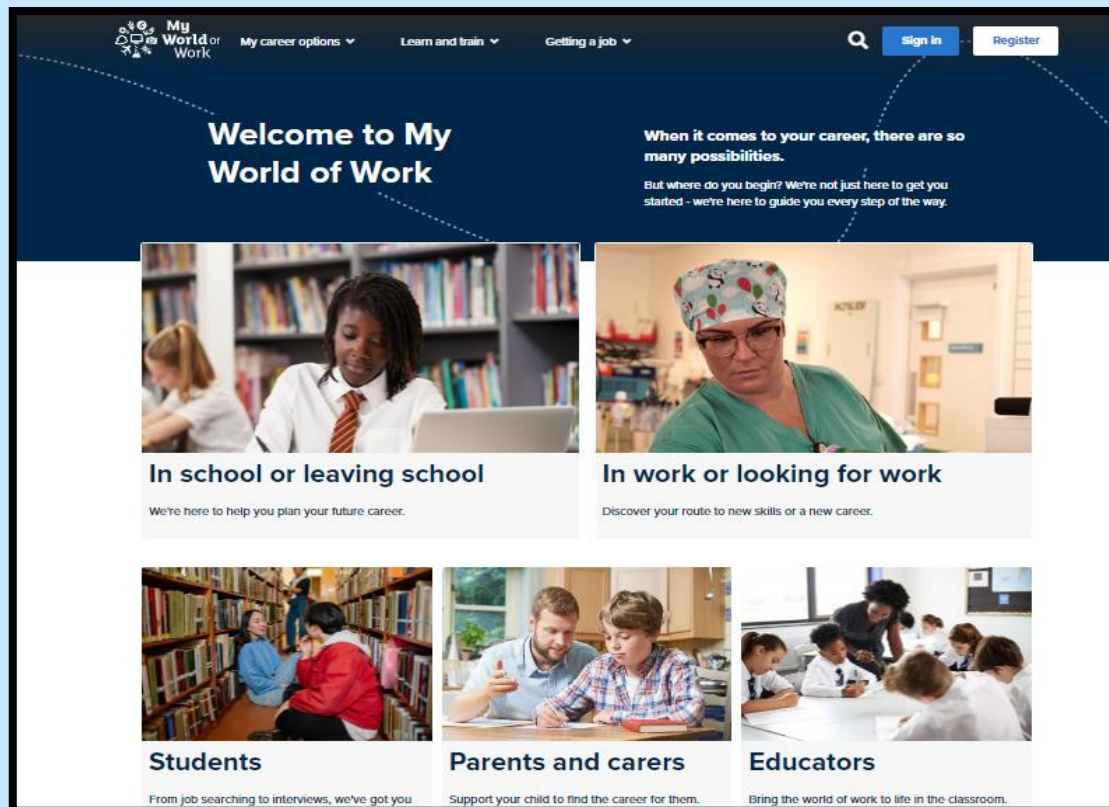 My
World of
Work
My career options
Learn and train
Getting a job
Sign in
Register
Welcome to My
World of Work
When it comes to your career, there are so
many possibilities.
But where do you begin? We're not just here to get you
started - we're here to guide you every step of the way.
In school or leaving school
We're here to help you plan your future career.
In work or looking for work
Discover your route to new skills or a new career.
Students
From job searching to interviews, we've got you
Parents and carers
Support your child to find the career for them.
Educators
Bring the world of work to life in the classroom.